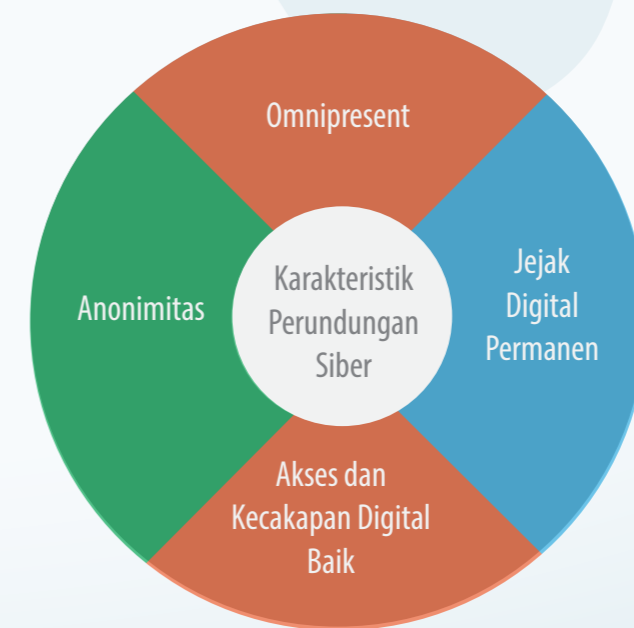 Omnipresent
Anonimitas
Karakteristik
Perundungan
Siber
Jejak
Digital
Permanen
Akses dan
Kecakapan Digital
Baik